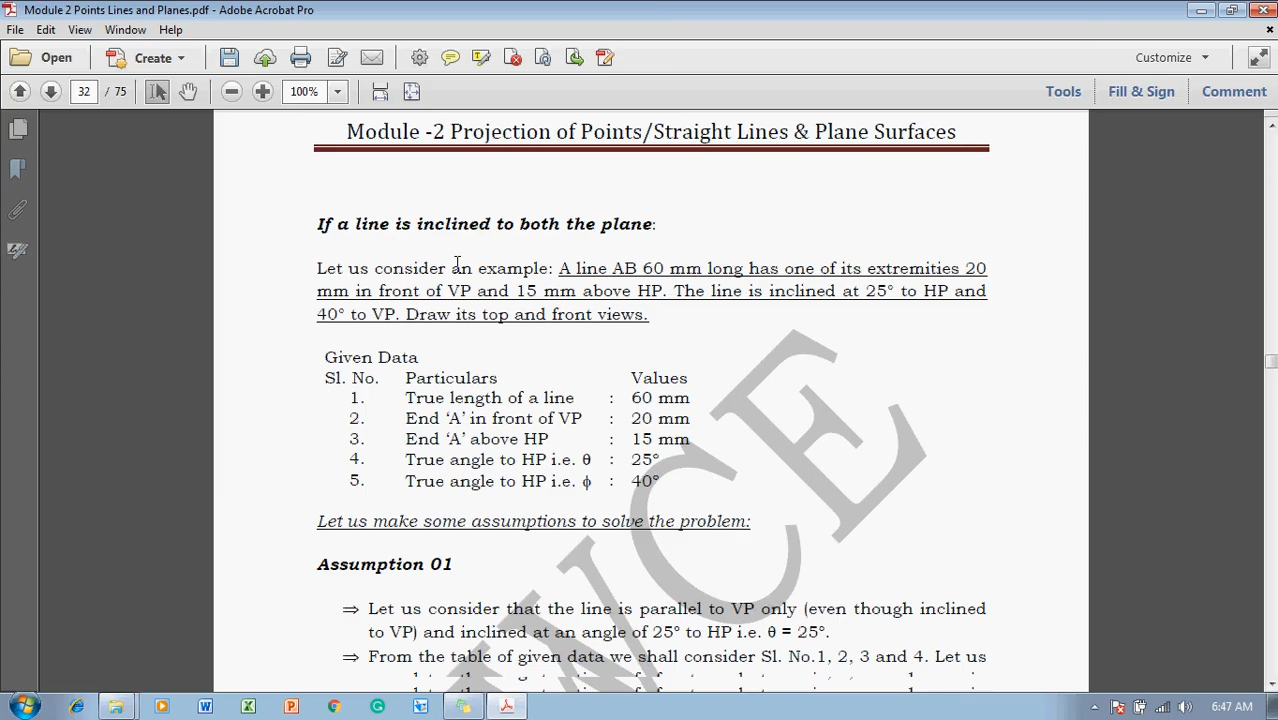 Module 2 Points Lines and Planes.pdf - Adobe Acrobat Pro
File Edit View Window Help
Open Create Customize
32 / 75 100% Tools Fill & Sign Comment
Module -2 Projection of Points/Straight Lines & Plane Surfaces
If a line is inclined to both the plane:
Let us consider an example: A line AB 60 mm long has one of its extremities 20
mm in front of VP and 15 mm above HP. The line is inclined at 25° to HP and
40° to VP. Draw its top and front views.
Given Data
Sl. No. Particulars Values
1. True length of a line : 60 mm
2. End ‘A’ in front of VP : 20 mm
3. End ‘A’ above HP : 15 mm
4. True angle to HP i.e. θ : 25°
5. True angle to HP i.e. ϕ : 40°
Let us make some assumptions to solve the problem:
Assumption 01
⇒ Let us consider that the line is parallel to VP only (even though inclined
to VP) and inclined at an angle of 25° to HP i.e. θ = 25°.
⇒ From the table of given data we shall consider Sl. No.1, 2, 3 and 4. Let us
WCE
6:47 AM